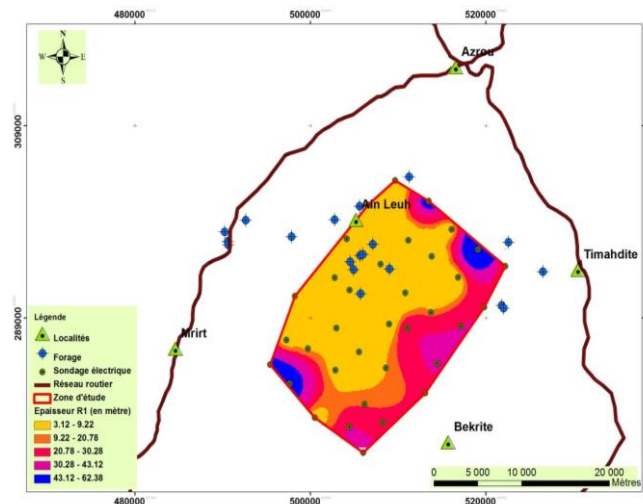 480000 500000 520000
N
W E
S
Azrou
309000 309000
Ain Leuh
Timahdite
289000 289000
Légende
Localités
Forage
Sondage électrique
Réseau routier
Zone d'étude
Epaisseur R1 (en mètre)
3.12 - 9.22
9.22 - 20.78
20.78 - 30.28
30.28 - 43.12
43.12 - 62.38
Mrirt
Bekrite
0 5 000 10 000 20 000
Mètres
480000 500000 520000